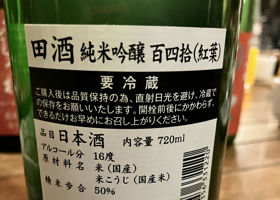 田酒 純米吟醸 百四拾(紅葉)
要冷蔵
ご購入後は品質保持の為、直射日光を避け、冷蔵で
の保存をお願いいたします。開栓前後にかかわらず、
できるだけお早めにお召し上がりください。
品目 日本酒 内容量 720ml
アルコール分 16度
原材料名 米(国産)
米こうじ(国産米)
精米歩合 50%